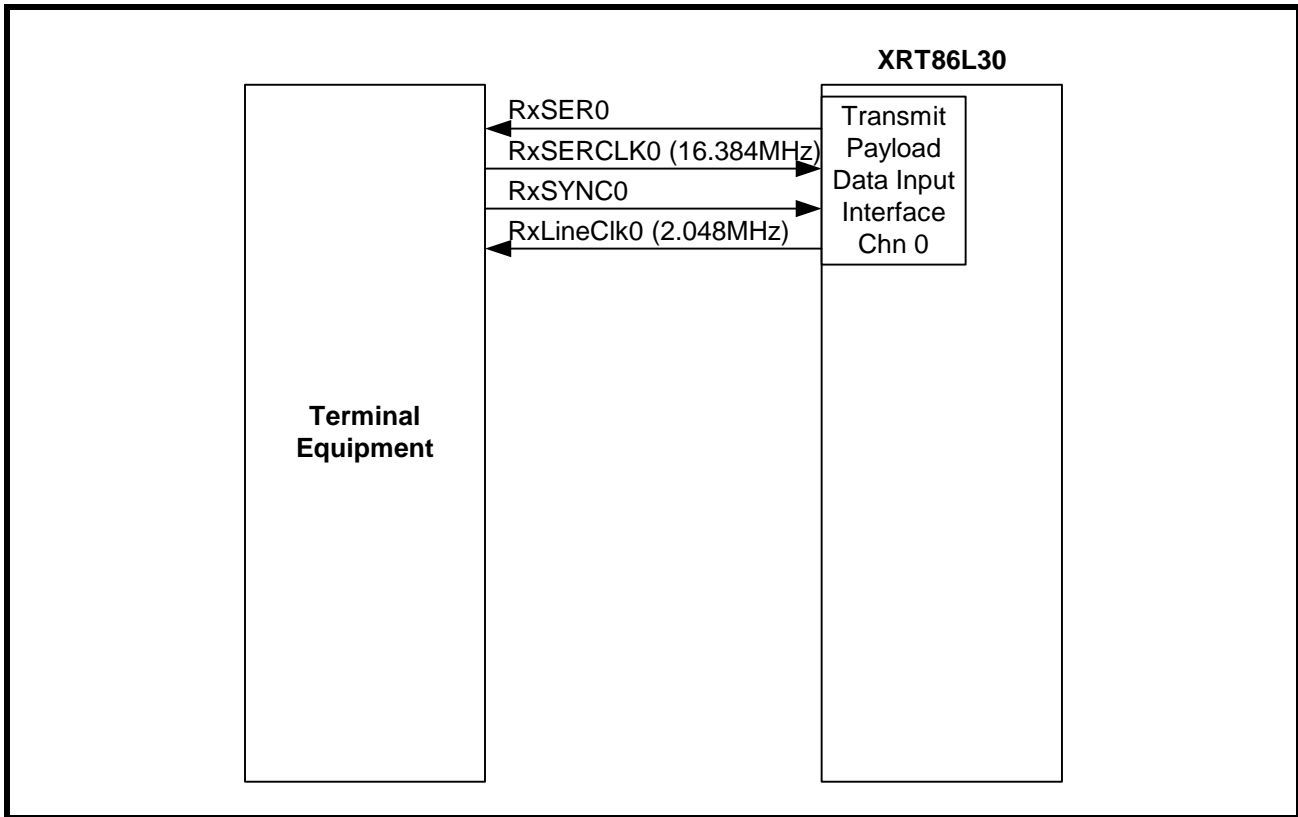 XRT86L30
RxSER0
RxSERCLK0 (16.384MHz)
RxSYNC0
RxLineClk0 (2.048MHz)
Transmit
Payload
Data Input
Interface
Chn 0
Terminal
Equipment